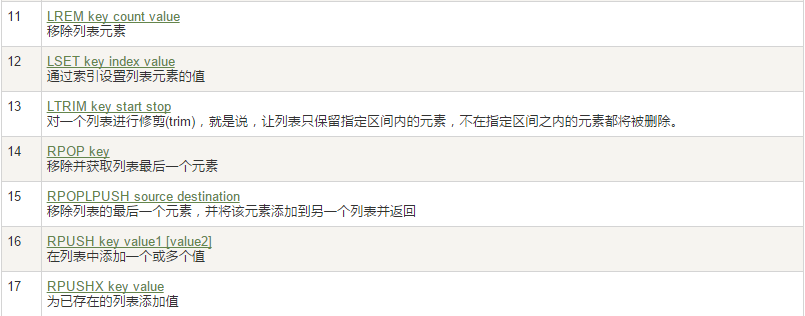 11 LREM key count value
移除列表元素
12 LSET key index value
通过索引设置列表元素的值
13 LTRIM key start stop
对一个列表进行修剪(trim)，就是说，让列表只保留指定区间内的元素，不在指定区间之内的元素都将被删除。
14 RPOP key
移除并获取列表最后一个元素
15 RPOPLPUSH source destination
移除列表的最后一个元素，并将该元素添加到另一个列表并返回
16 RPUSH key value1 [value2]
在列表中添加一个或多个值
17 RPUSHX key value
为已存在的列表添加值